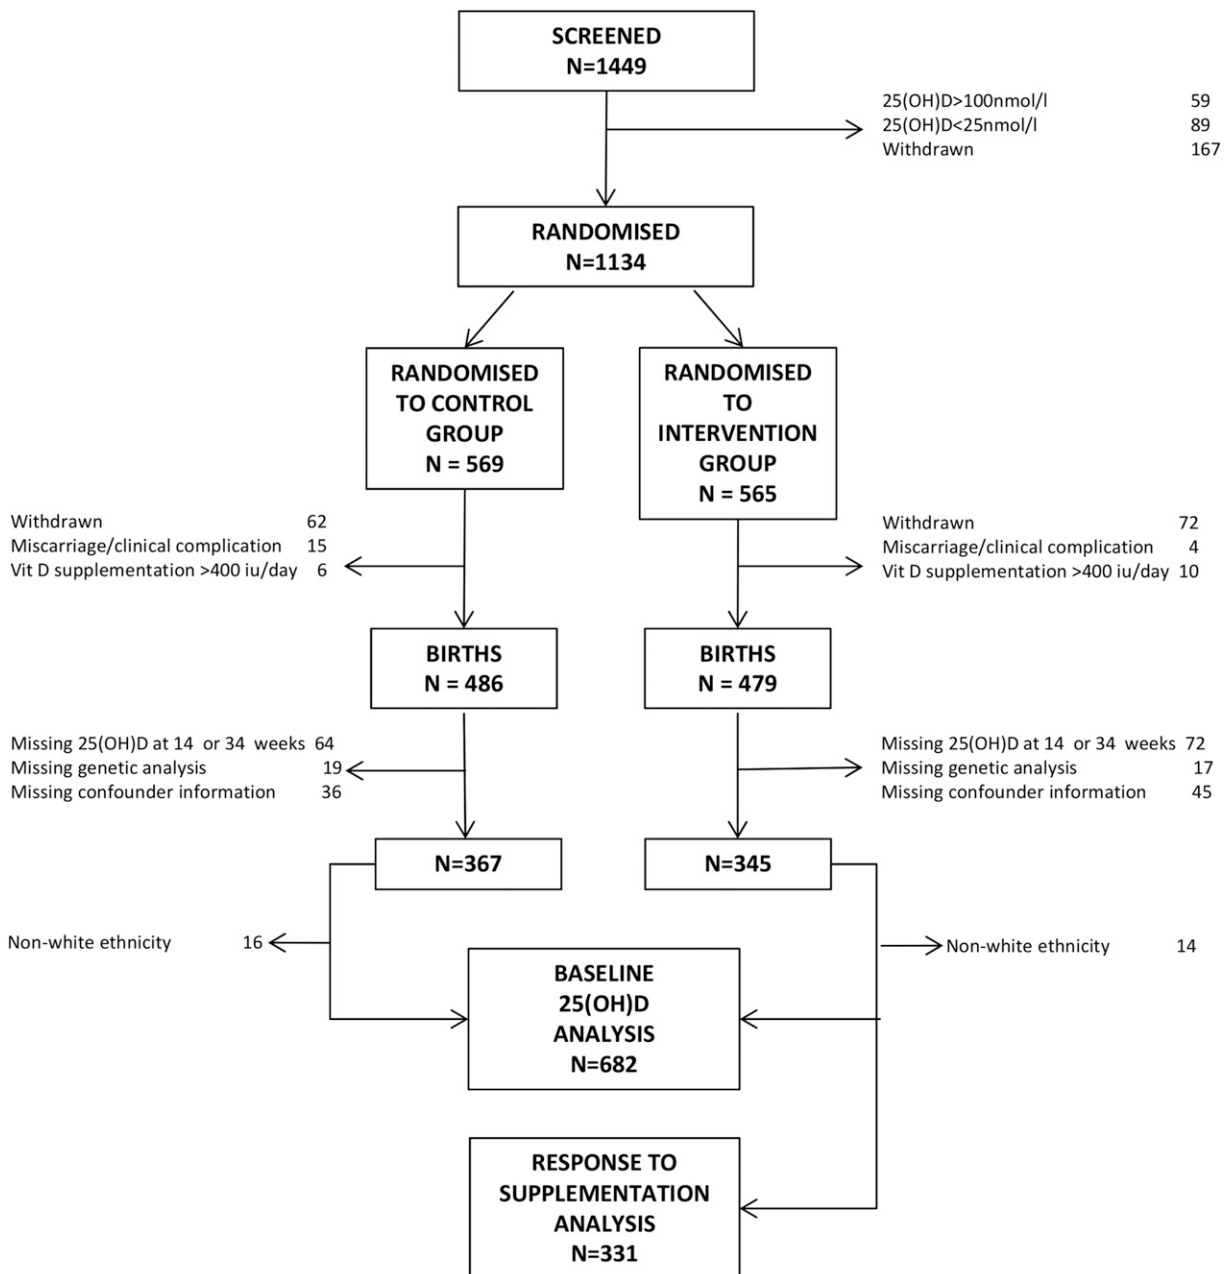 SCREENED
N=1449
25(OH)D>100nmol/l 59
25(OH)D<25nmol/l 89
Withdrawn 167
RANDOMISED
N=1134
RANDOMISED
TO CONTROL
GROUP
N = 569
RANDOMISED
TO
INTERVENTION
GROUP
N = 565
Withdrawn 62
Miscarriage/clinical complication 15
Vit D supplementation >400 iu/day 6
Withdrawn 72
Miscarriage/clinical complication 4
Vit D supplementation >400 iu/day 10
BIRTHS
N = 486
BIRTHS
N = 479
Missing 25(OH)D at 14 or 34 weeks 64
Missing genetic analysis 19
Missing confounder information 36
Missing 25(OH)D at 14 or 34 weeks 72
Missing genetic analysis 17
Missing confounder information 45
N=367
N=345
Non-white ethnicity 16
Non-white ethnicity 14
BASELINE
25(OH)D
ANALYSIS
N=682
RESPONSE TO
SUPPLEMENTATION
ANALYSIS
N=331